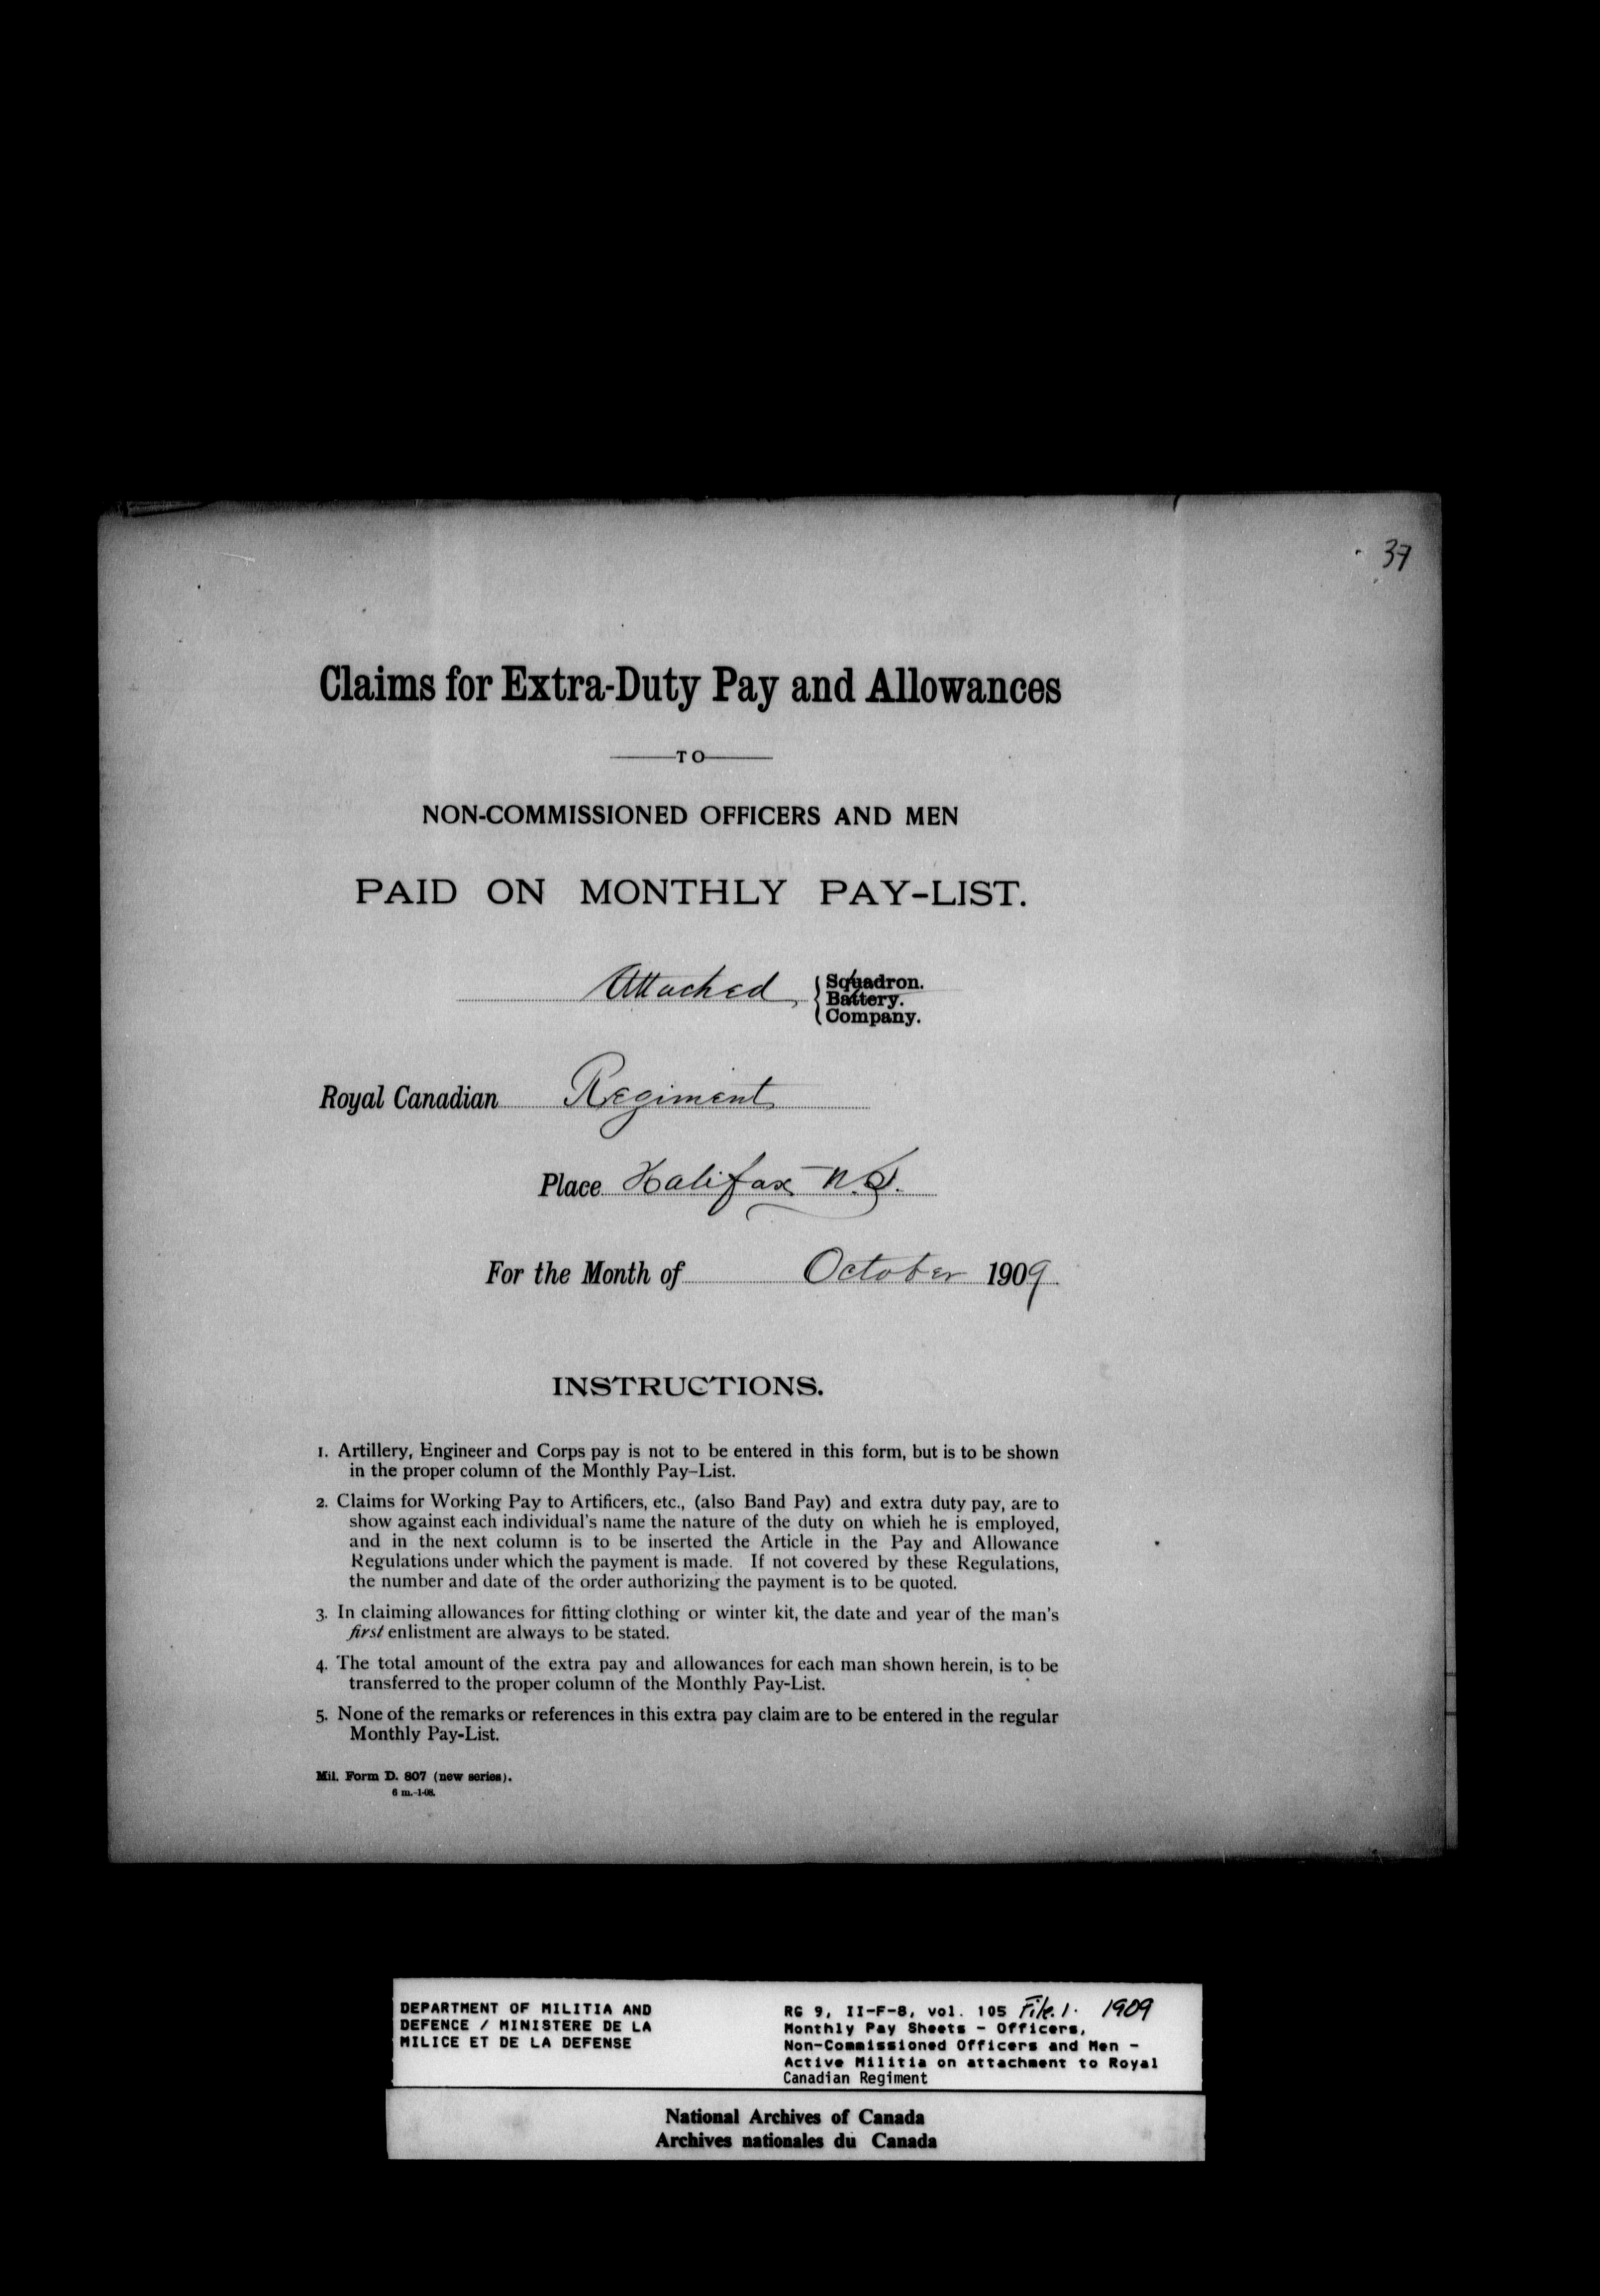 37
Claims for Extra-Duty Pay and Allowances
TO
NON-COMMISSIONED OFFICERS AND MEN
PAID ON MONTHLY PAY-LIST.
Attached { Squadron.
Battery.
Company.
Royal Canadian Regiment
Place Halifax N.S.
For the Month of October 1909
INSTRUCTIONS.
1. Artillery, Engineer and Corps pay is not to be entered in this form, but is to be shown
in the proper column of the Monthly Pay-List.
2. Claims for Working Pay to Artificers, etc., (also Band Pay) and extra duty pay, are to
show against each individual's name the nature of the duty on whieh he is employed,
and in the next column is to be inserted the Article in the Pay and Allowance
Regulations under which the payment is made. If not covered by these Regulations,
the number and date of the order authorizing the payment is to be quoted.
3. In claiming allowances for fitting clothing or winter kit, the date and year of the man's
first enlistment are always to be stated.
4. The total amount of the extra pay and allowances for each man shown herein, is to be
transferred to the proper column of the Monthly Pay-List.
5. None of the remarks or references in this extra pay claim are to be entered in the regular
Monthly Pay-List.
Mil. Form D. 807 (new series).
6 m.-1-08.
DEPARTMENT OF MILITIA AND
DEFENCE / MINISTERE DE LA
MILICE ET DE LA DEFENSE
RG 9, II-F-8, vol. 105 File. 1. 1909
Monthly Pay Sheets - Officers,
Non-Commissioned Officers and Men -
Active Militia on attachment to Royal
Canadian Regiment
National Archives of Canada
Archives nationales du Canada